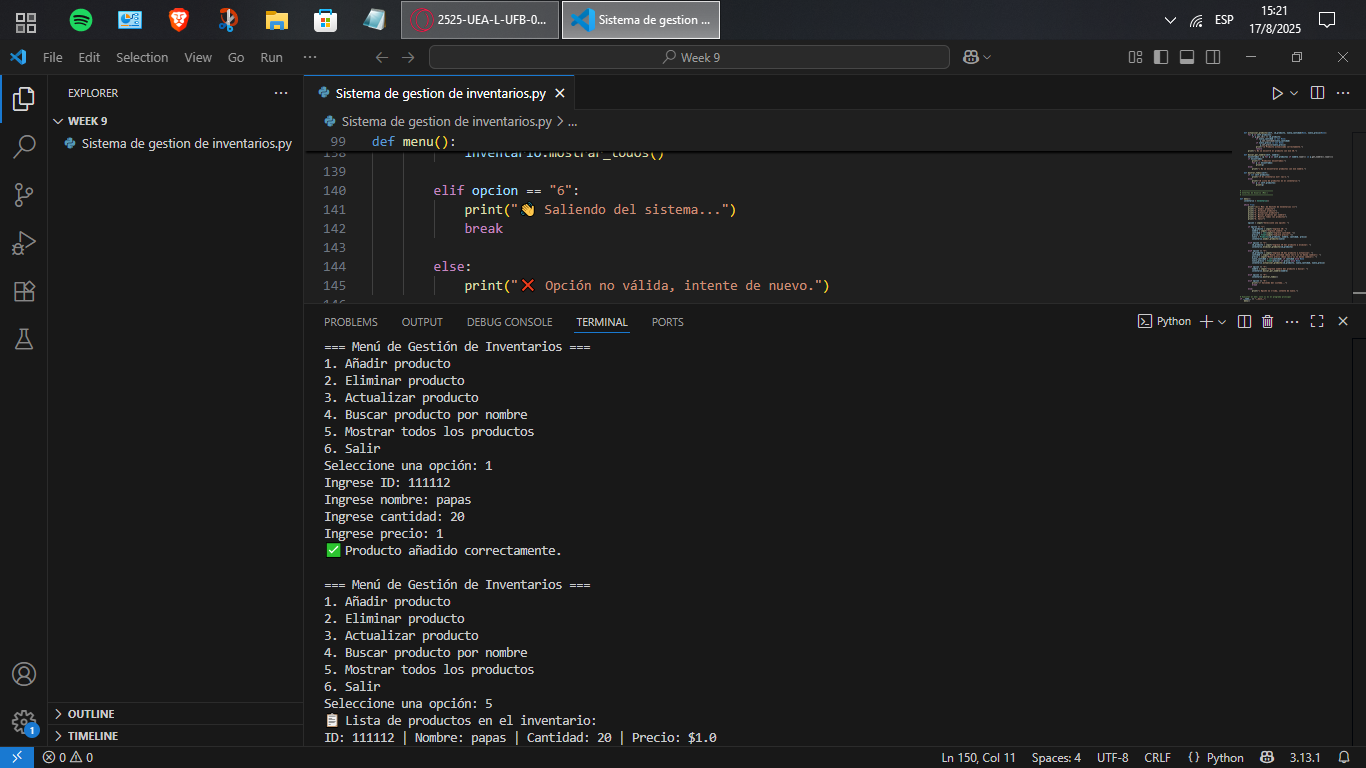 2525-UEA-L-UFB-0...
Sistema de gestion ...
ESP
15:21
17/8/2025
File Edit Selection View Go Run ···
Week 9
EXPLORER
WEEK 9
Sistema de gestion de inventarios.py
OUTLINE
TIMELINE
Sistema de gestion de inventarios.py
Sistema de gestion de inventarios.py > ...
99 def menu():
138 inventario.mostrar_todos()
139
140 elif opcion == "6":
141 print("👋 Saliendo del sistema...")
142 break
143
144 else:
145 print("❌ Opción no válida, intente de nuevo.")
146
PROBLEMS OUTPUT DEBUG CONSOLE TERMINAL PORTS
Python
=== Menú de Gestión de Inventarios ===
1. Añadir producto
2. Eliminar producto
3. Actualizar producto
4. Buscar producto por nombre
5. Mostrar todos los productos
6. Salir
Seleccione una opción: 1
Ingrese ID: 111112
Ingrese nombre: papas
Ingrese cantidad: 20
Ingrese precio: 1
✅ Producto añadido correctamente.
=== Menú de Gestión de Inventarios ===
1. Añadir producto
2. Eliminar producto
3. Actualizar producto
4. Buscar producto por nombre
5. Mostrar todos los productos
6. Salir
Seleccione una opción: 5
📋 Lista de productos en el inventario:
ID: 111112 | Nombre: papas | Cantidad: 20 | Precio: $1.0
1
0 0
Ln 150, Col 11 Spaces: 4 UTF-8 CRLF { } Python 3.13.1